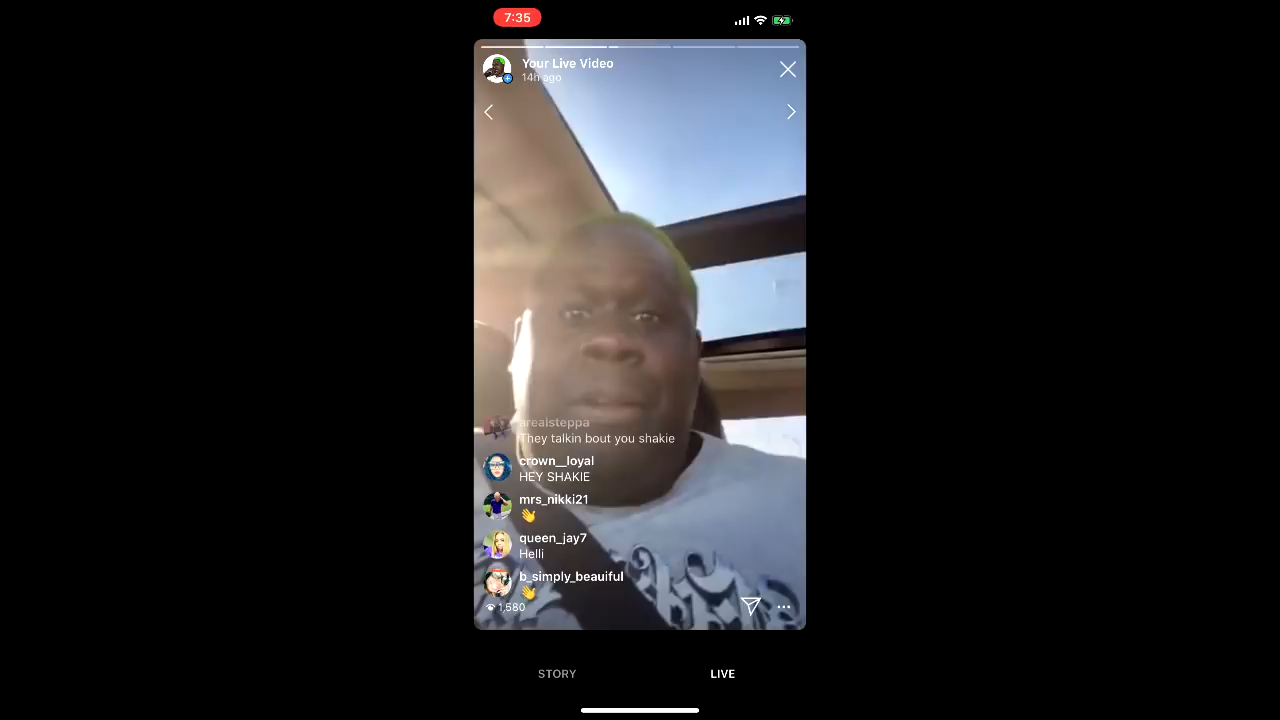 7:35
Your Live Video
14h ago
arealsteppa
They talkin bout you shakie
crown__loyal
HEY SHAKIE
mrs_nikki21
👋
queen_jay7
Helli
b_simply_beauiful
👋
1,580
STORY
LIVE